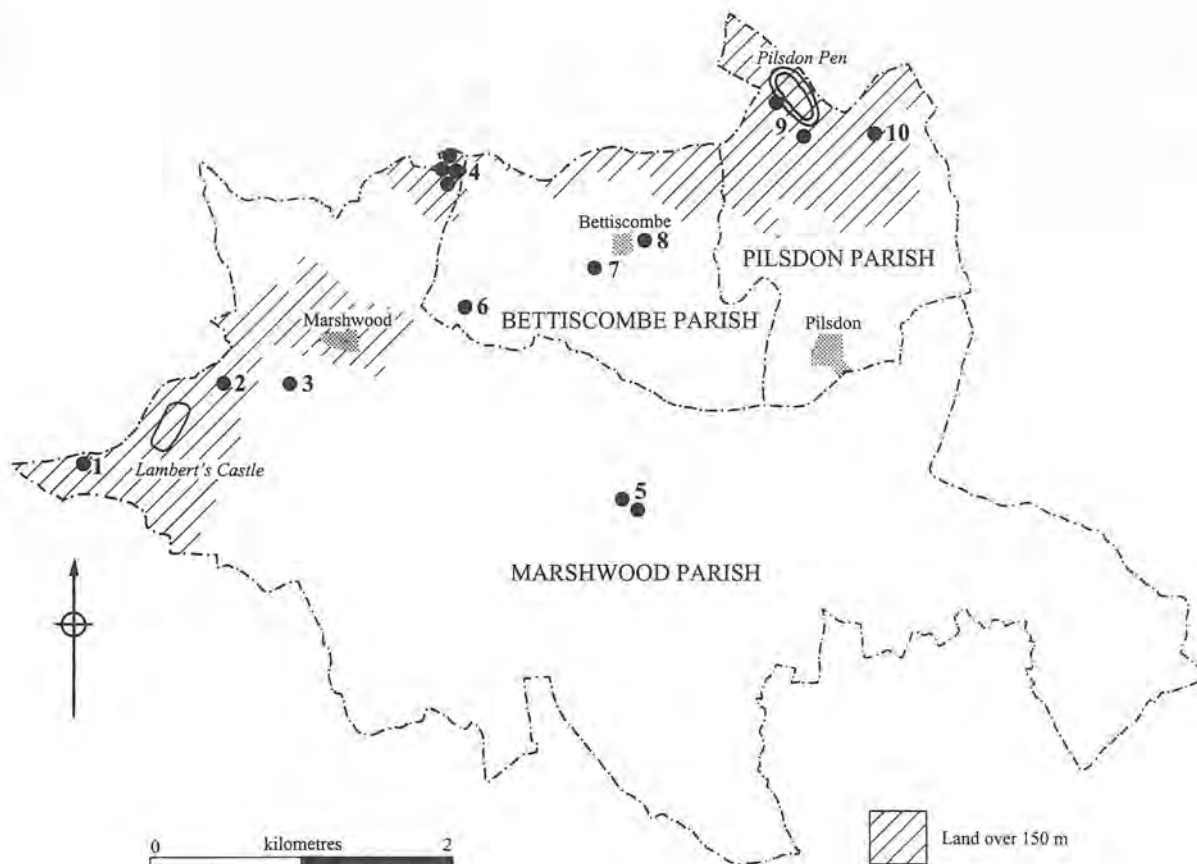 Pilsdon Pen
9
10
4
Bettiscombe
8
7
PILSDON PARISH
6
BETTISCOMBE PARISH
Marshwood
Pilsdon
2
3
1
Lambert's Castle
5
MARSHWOOD PARISH
0 kilometres 2
Land over 150 m